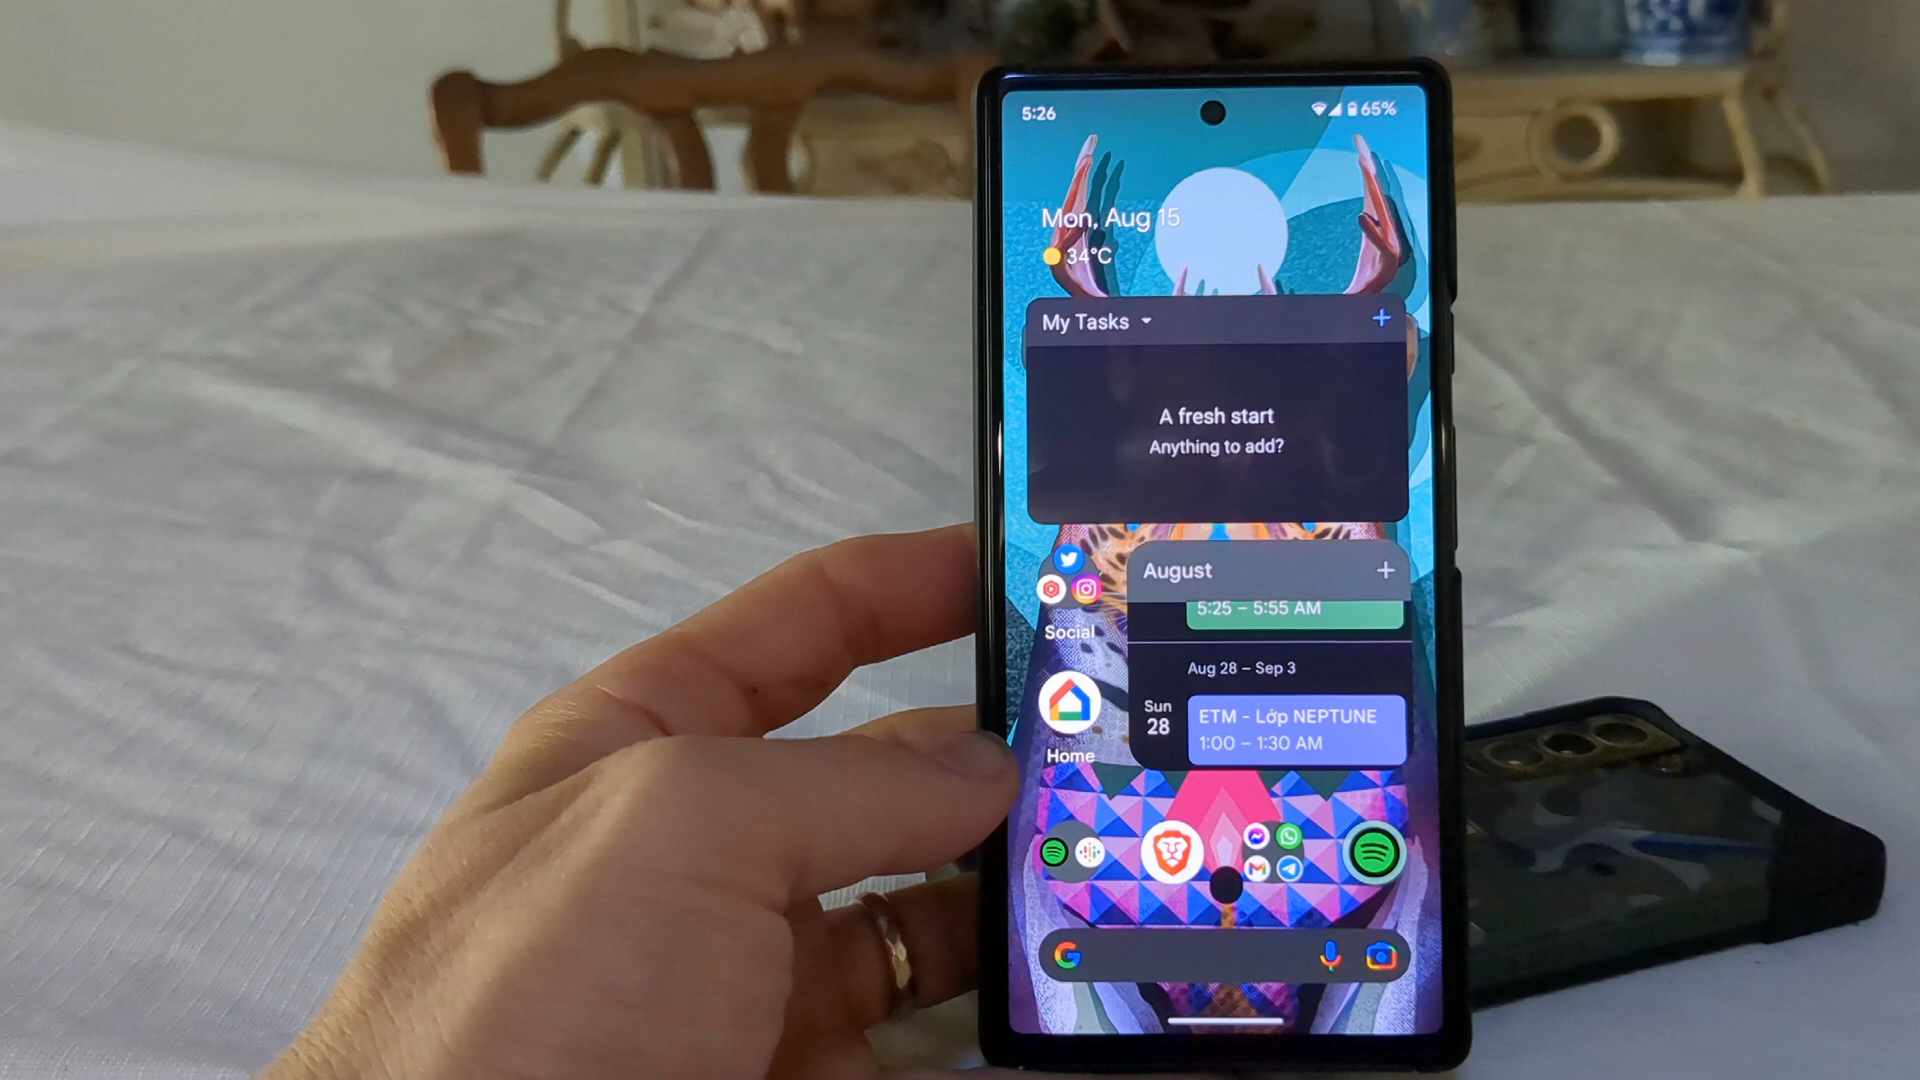 5:26
65%
Mon, Aug 15
34°C
My Tasks
A fresh start
Anything to add?
August
5:25 – 5:55 AM
Social
Aug 28 – Sep 3
Sun
28
ETM - Lớp NEPTUNE
1:00 – 1:30 AM
Home